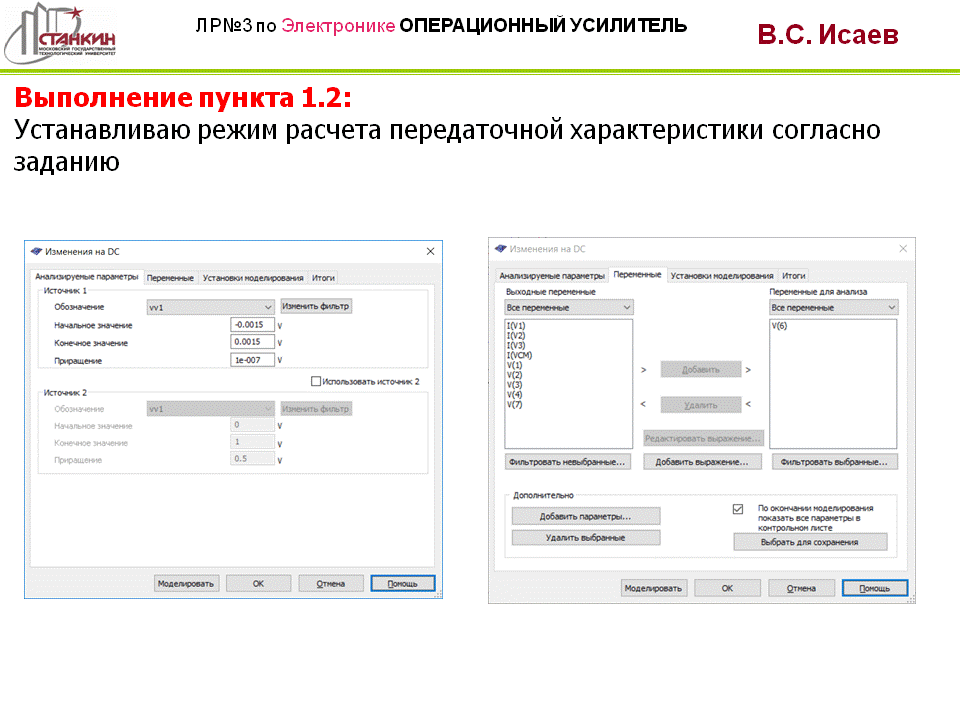 СТАНКИН
МОСКОВСКИЙ ГОСУДАРСТВЕННЫЙ
ТЕХНОЛОГИЧЕСКИЙ УНИВЕРСИТЕТ
ЛР№3 по Электронике ОПЕРАЦИОННЫЙ УСИЛИТЕЛЬ
В.С. Исаев
Выполнение пункта 1.2:
Устанавливаю режим расчета передаточной характеристики согласно
заданию
Изменения на DC
Анализируемые параметры Переменные Установки моделирования Итоги
Источник 1
Обозначение vv1 Изменить фильтр
Начальное значение -0.0015 V
Конечное значение 0.0015 V
Приращение 1e-007 V
Использовать источник 2
Источник 2
Обозначение vv1 Изменить фильтр
Начальное значение 0 V
Конечное значение 1 V
Приращение 0.5 V
Моделировать OK Отмена Помощь
Изменения на DC
Анализируемые параметры Переменные Установки моделирования Итоги
Выходные переменные Переменные для анализа
Все переменные Все переменные
I(V1) V(6)
I(V2)
I(V3)
I(VCM)
V(1)
V(2)
V(3)
V(4)
V(7)
> Добавить >
< Удалить <
Редактировать выражение...
Фильтровать невыбранные... Добавить выражение... Фильтровать выбранные...
Дополнительно
Добавить параметры...
Удалить выбранные
По окончании моделирования
показать все параметры в
контрольном листе
Выбрать для сохранения
Моделировать OK Отмена Помощь